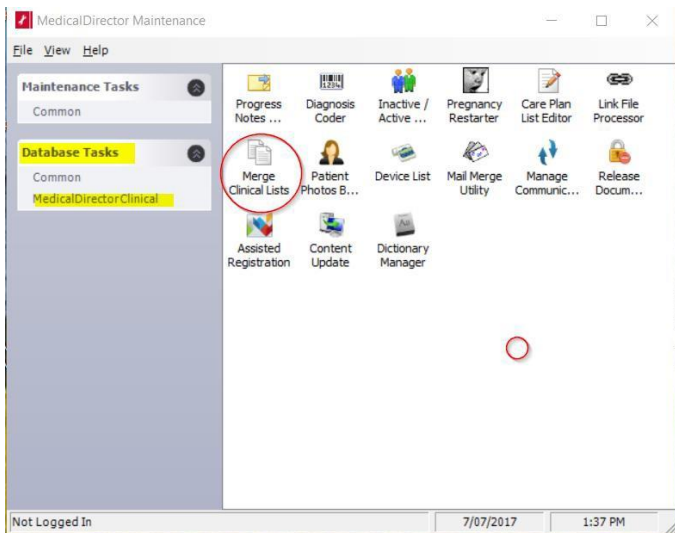 MedicalDirector Maintenance
File View Help
Maintenance Tasks
Common
Database Tasks
Common
MedicalDirectorClinical
Progress
Notes ...
Diagnosis
Coder
Inactive /
Active ...
Pregnancy
Restarter
Care Plan
List Editor
Link File
Processor
Merge
Clinical Lists
Patient
Photos B...
Device List
Mail Merge
Utility
Manage
Communic...
Release
Docum...
Assisted
Registration
Content
Update
Dictionary
Manager
Not Logged In
7/07/2017
1:37 PM